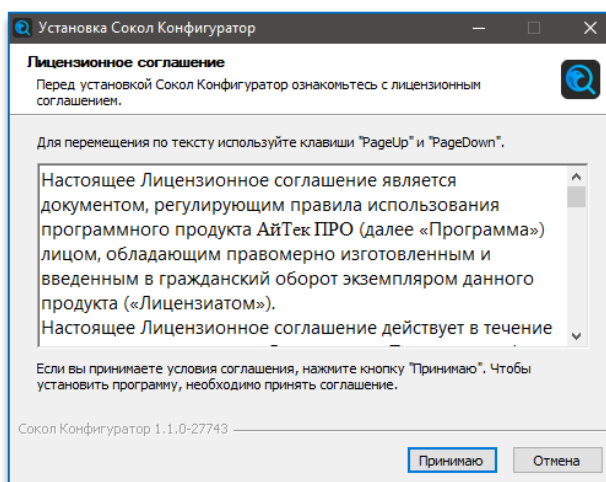 Установка Сокол Конфигуратор
Лицензионное соглашение
Перед установкой Сокол Конфигуратор ознакомьтесь с лицензионным
соглашением.
Для перемещения по тексту используйте клавиши "PageUp" и "PageDown".
Настоящее Лицензионное соглашение является
документом, регулирующим правила использования
программного продукта АйТек ПРО (далее «Программа»)
лицом, обладающим правомерно изготовленным и
введенным в гражданский оборот экземпляром данного
продукта («Лицензиатом»).
Настоящее Лицензионное соглашение действует в течение
Если вы принимаете условия соглашения, нажмите кнопку "Принимаю". Чтобы
установить программу, необходимо принять соглашение.
Сокол Конфигуратор 1.1.0-27743
Принимаю
Отмена